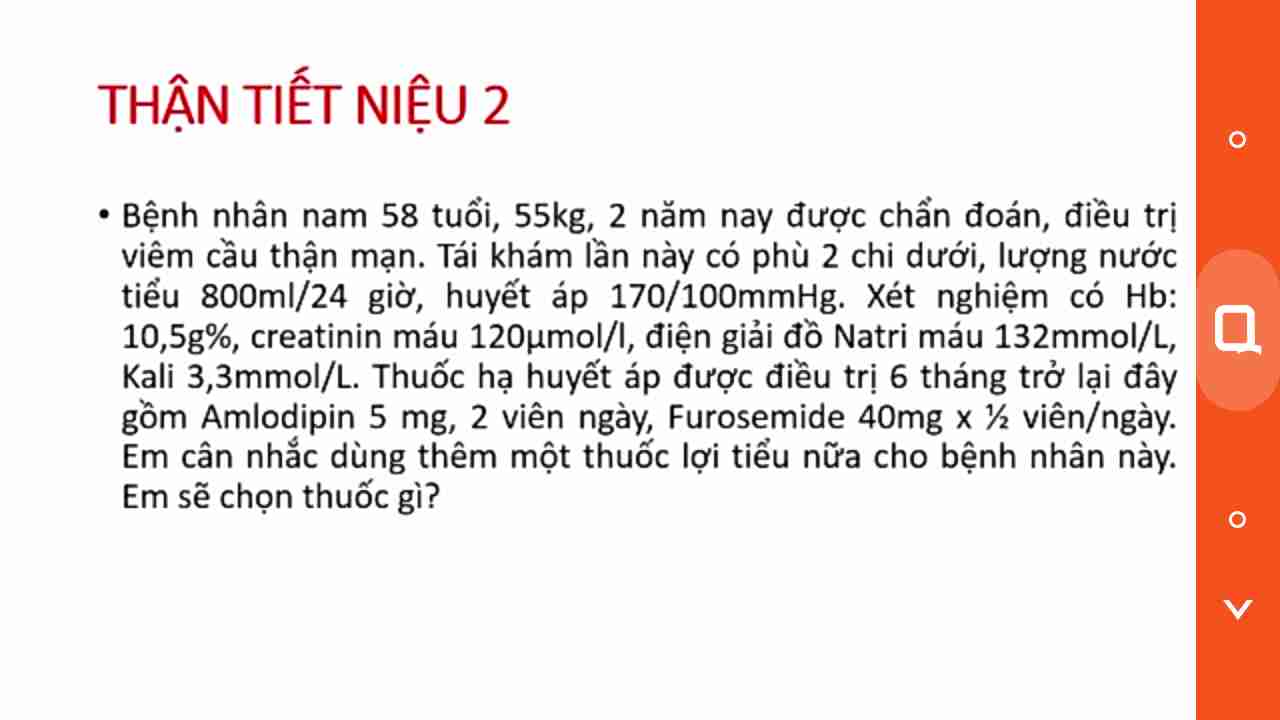 THẬN TIẾT NIỆU 2
• Bệnh nhân nam 58 tuổi, 55kg, 2 năm nay được chẩn đoán, điều trị
viêm cầu thận mạn. Tái khám lần này có phù 2 chi dưới, lượng nước
tiểu 800ml/24 giờ, huyết áp 170/100mmHg. Xét nghiệm có Hb:
10,5g%, creatinin máu 120µmol/l, điện giải đồ Natri máu 132mmol/L,
Kali 3,3mmol/L. Thuốc hạ huyết áp được điều trị 6 tháng trở lại đây
gồm Amlodipin 5 mg, 2 viên ngày, Furosemide 40mg x ½ viên/ngày.
Em cân nhắc dùng thêm một thuốc lợi tiểu nữa cho bệnh nhân này.
Em sẽ chọn thuốc gì?